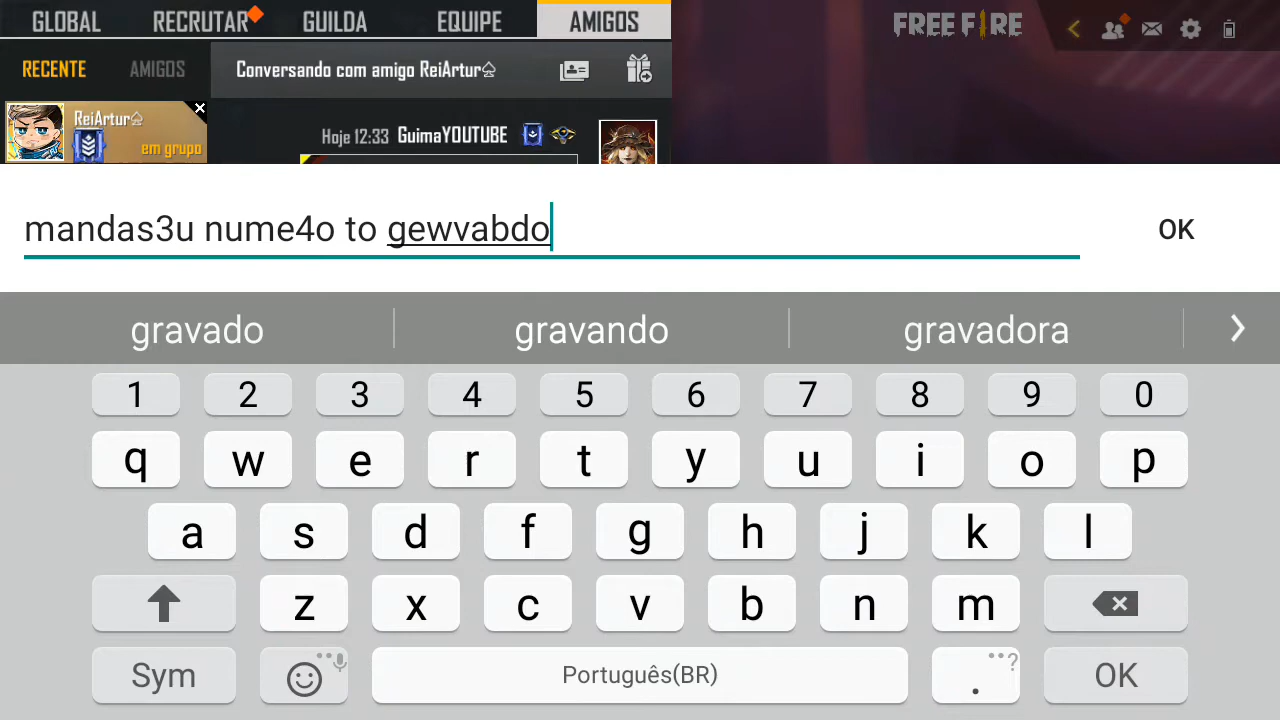 GLOBAL RECRUTAR GUILDA EQUIPE AMIGOS
FREE FIRE
RECENTE AMIGOS Conversando com amigo ReiArtur♤
ReiArtur♤
em grupo
Hoje 12:33 GuimaYOUTUBE
mandas3u nume4o to gewvabdo
OK
gravado gravando gravadora
1 2 3 4 5 6 7 8 9 0
q w e r t y u i o p
a s d f g h j k l
z x c v b n m
Sym Português(BR) . ? OK